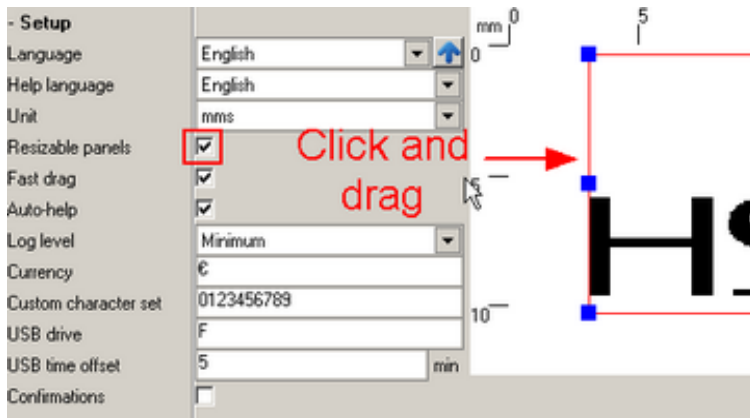 - Setup
Language English
Help language English
Unit mms
Resizable panels
Fast drag
Auto-help
Log level Minimum
Currency €
Custom character set 0123456789
USB drive F
USB time offset 5 min
Confirmations
Click and
drag
mm 0 5
0
5
10
HS